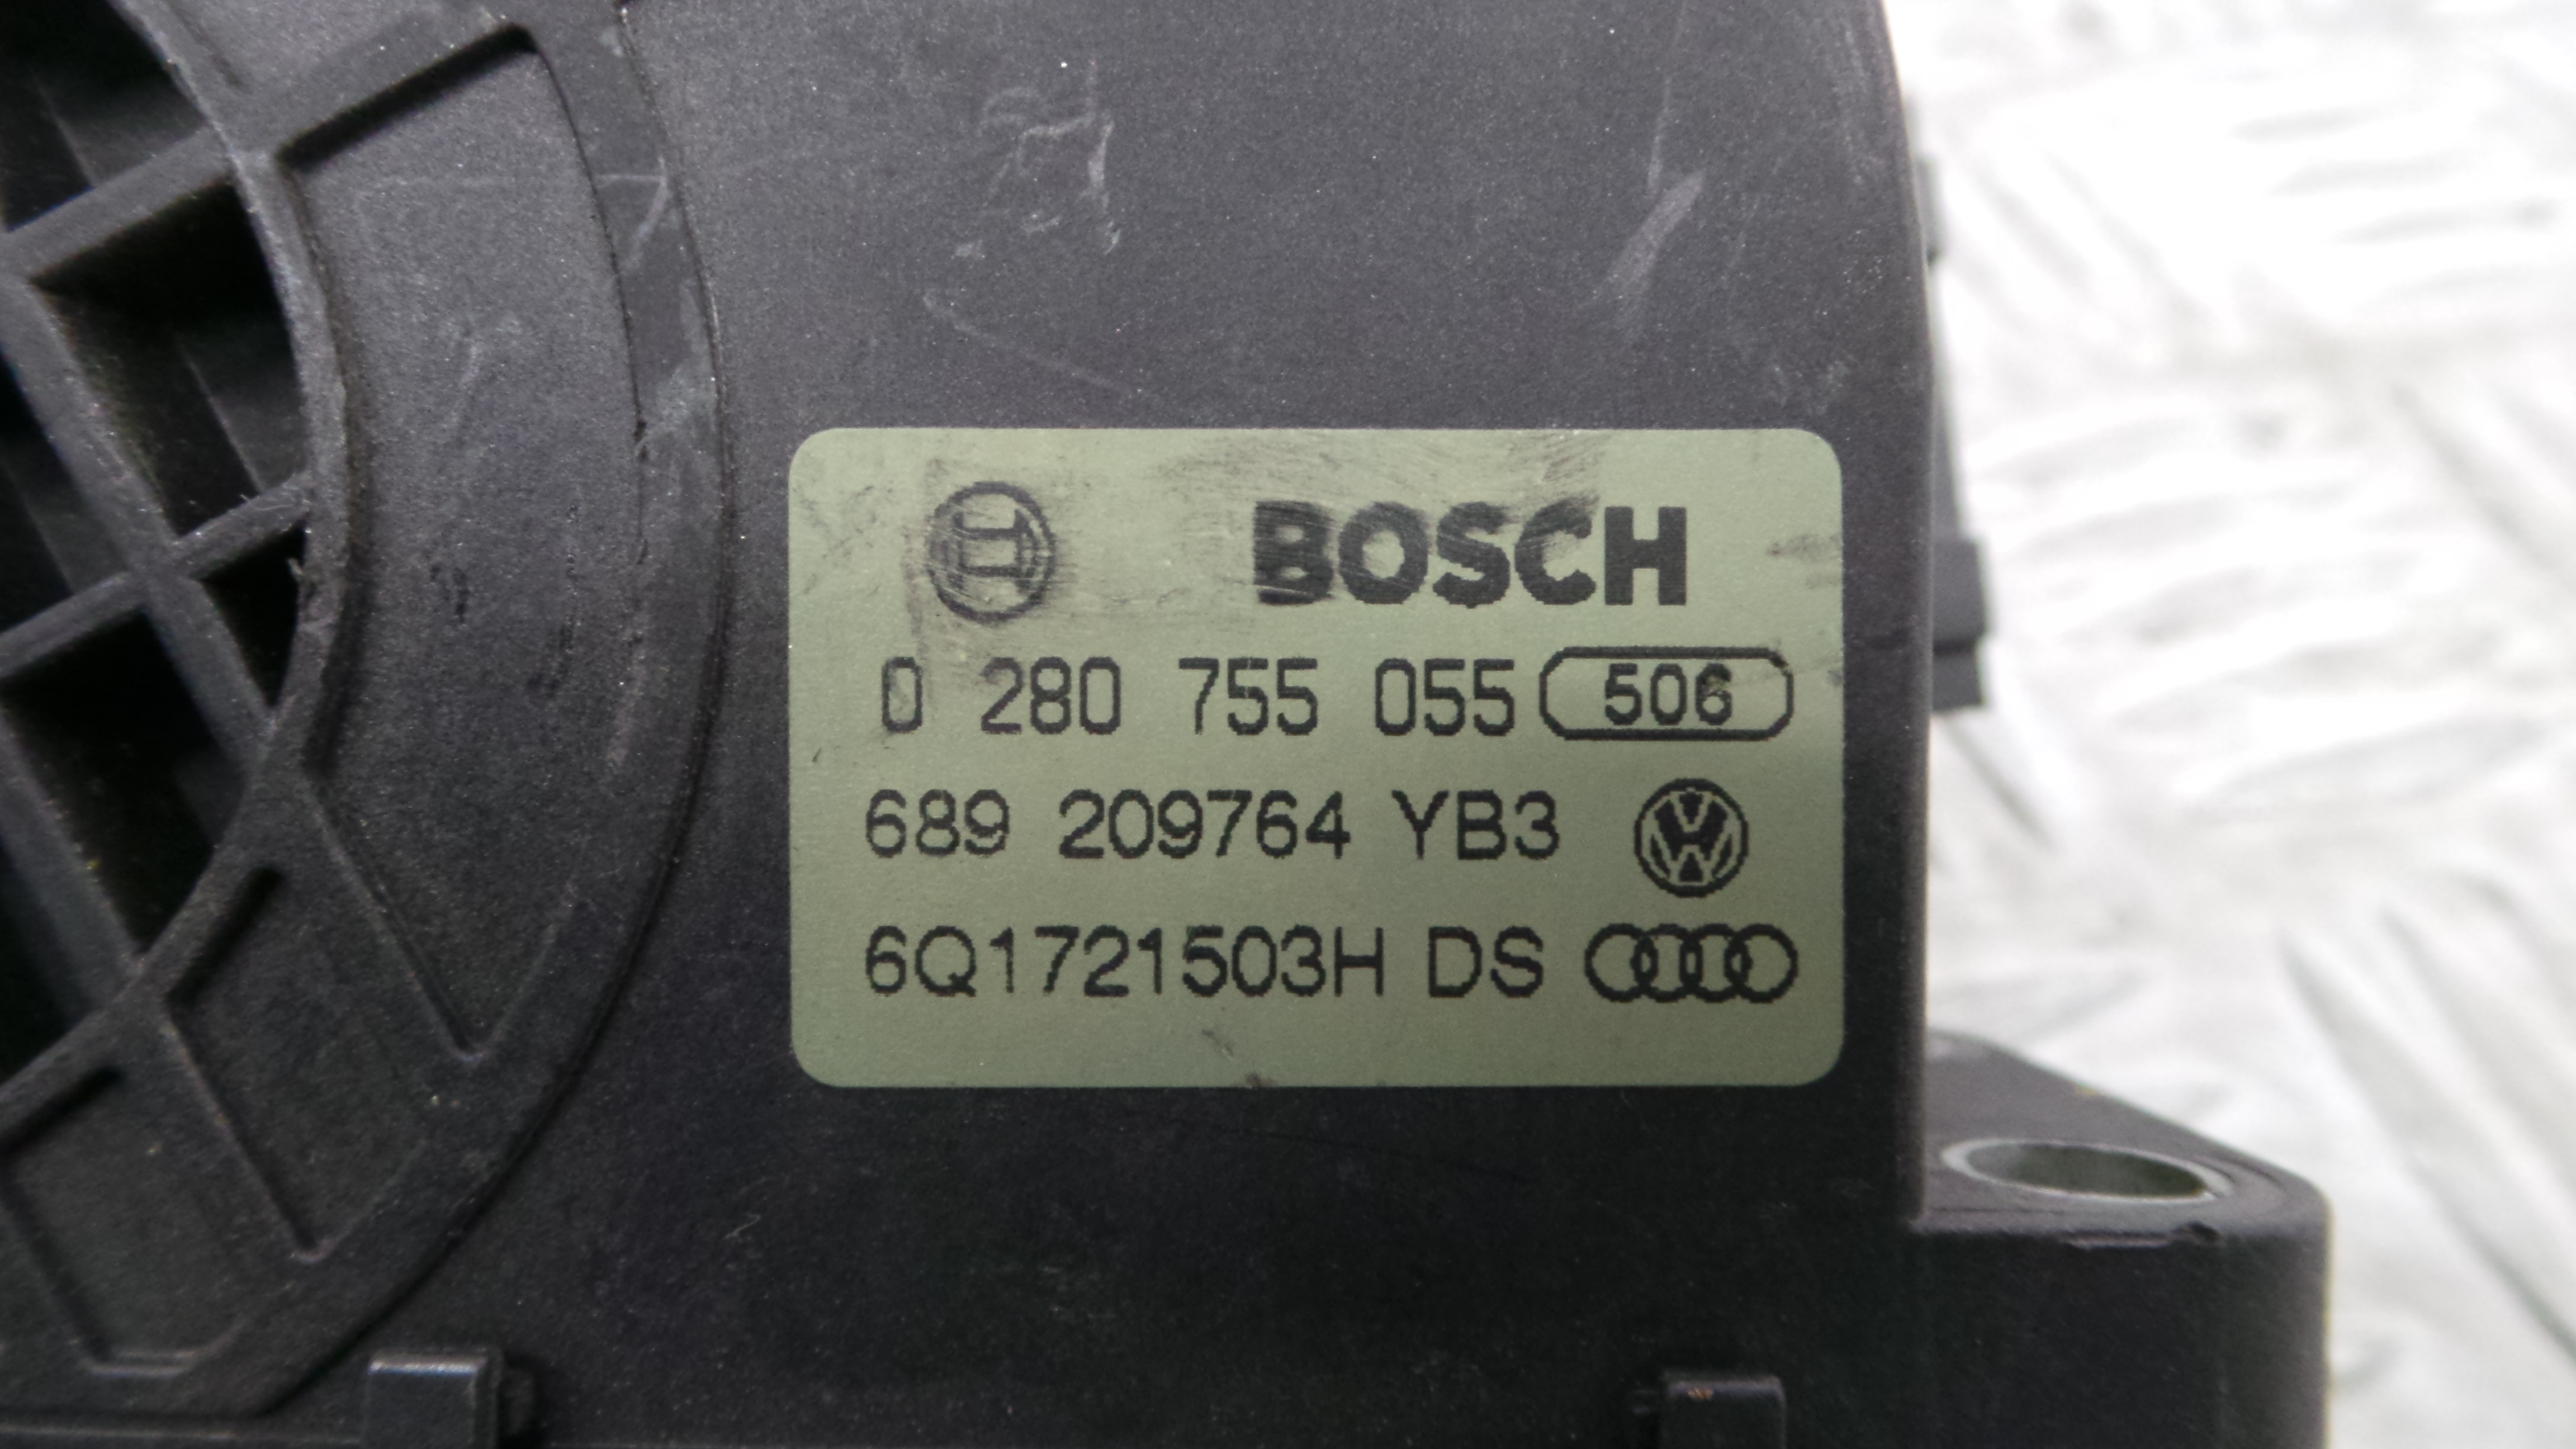 BOSCH
0 280 755 055 506
689 209764 YB3
6Q1721503H DS